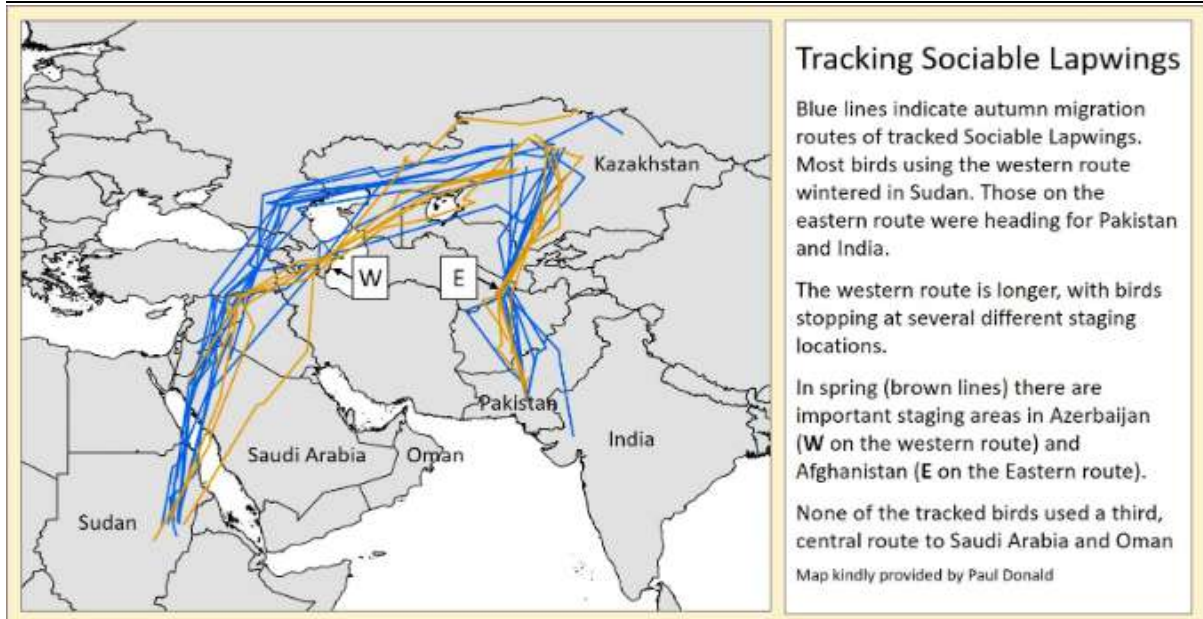 Kazakhstan
W
E
Pakistan
India
Saudi Arabia
Oman
Sudan
Tracking Sociable Lapwings
Blue lines indicate autumn migration
routes of tracked Sociable Lapwings.
Most birds using the western route
wintered in Sudan. Those on the
eastern route were heading for Pakistan
and India.
The western route is longer, with birds
stopping at several different staging
locations.
In spring (brown lines) there are
important staging areas in Azerbaijan
(W on the western route) and
Afghanistan (E on the Eastern route).
None of the tracked birds used a third,
central route to Saudi Arabia and Oman
Map kindly provided by Paul Donald